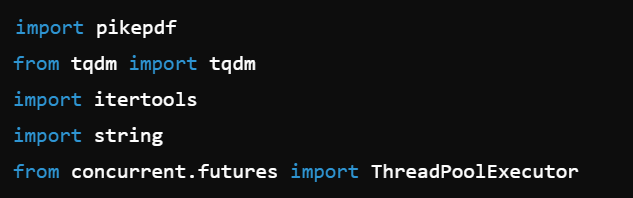 import pikepdf
from tqdm import tqdm
import itertools
import string
from concurrent.futures import ThreadPoolExecutor